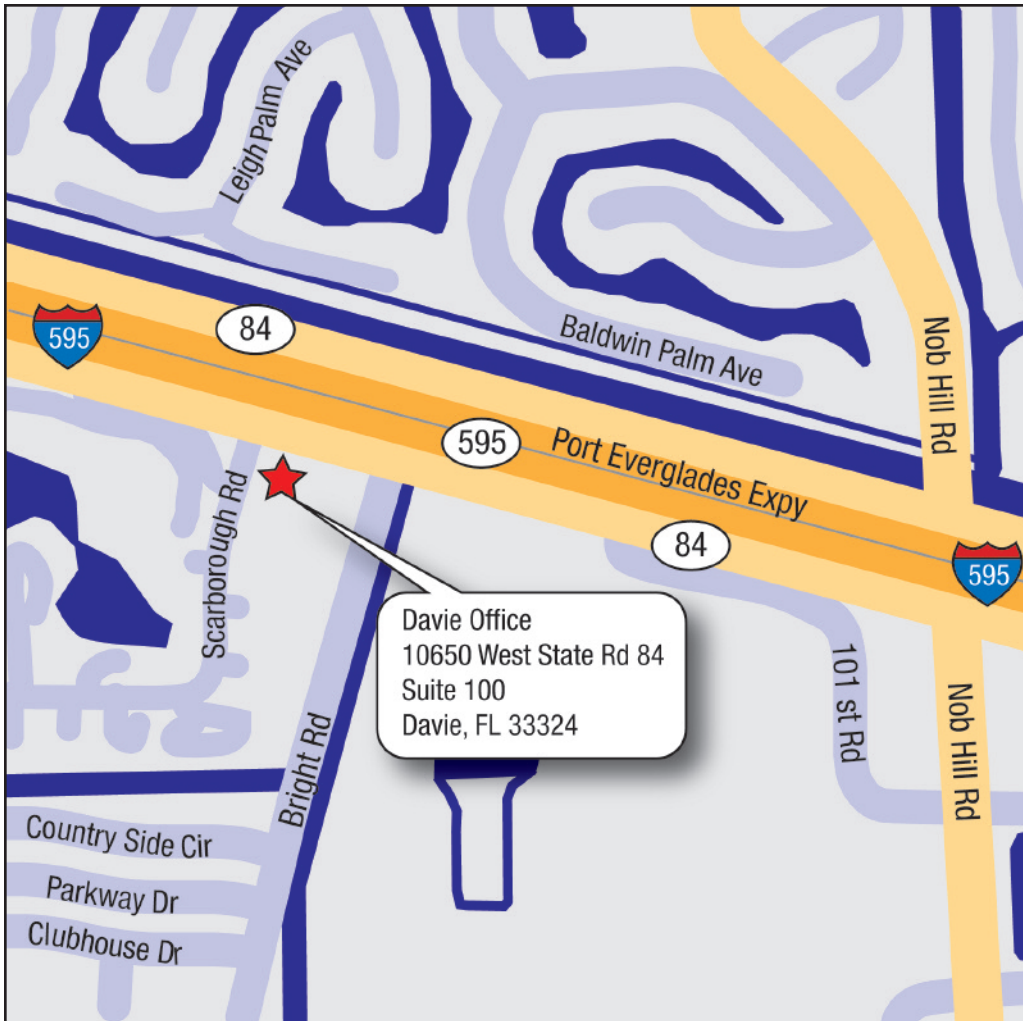 Leigh Palm Ave
84
595
Nob Hill Rd
Baldwin Palm Ave
595
Port Everglades Expy
Scarborough Rd
84
595
Davie Office
10650 West State Rd 84
Suite 100
Davie, FL 33324
101 st Rd
Nob Hill Rd
Bright Rd
Country Side Cir
Parkway Dr
Clubhouse Dr